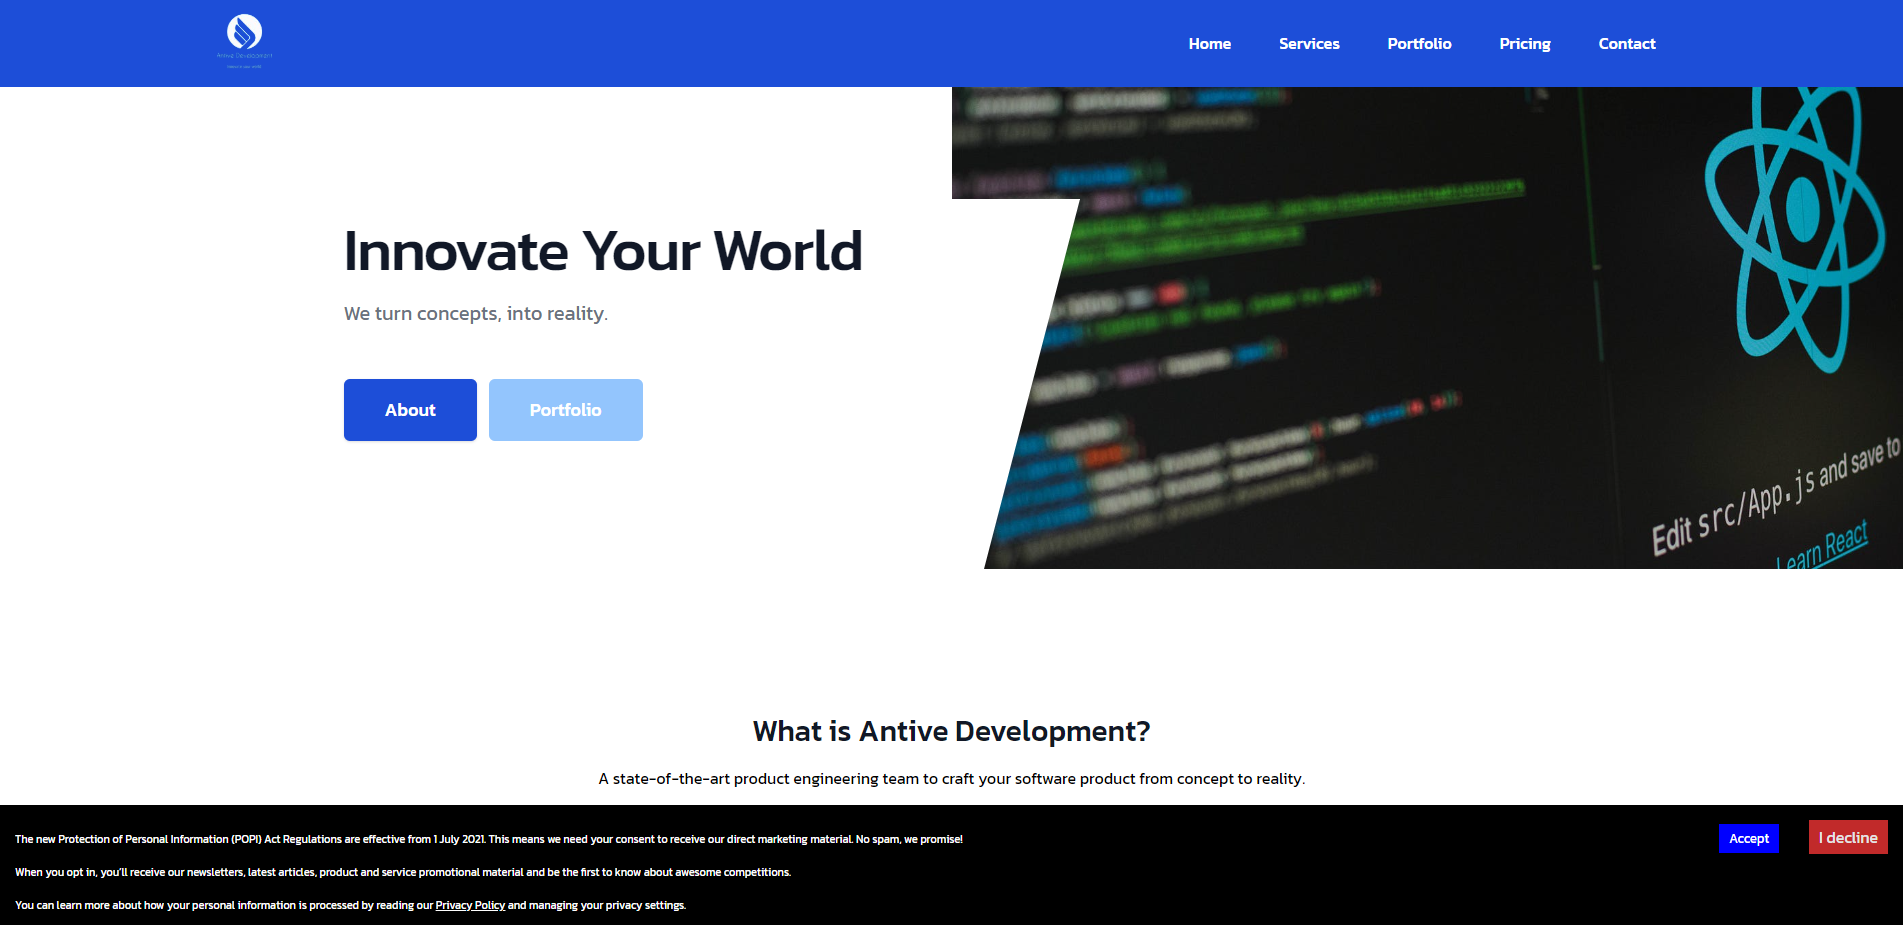 Antive Development
Home Services Portfolio Pricing Contact
Innovate Your World
We turn concepts, into reality.
About Portfolio
Edit src/App.js and save to
Learn React
What is Antive Development?
A state-of-the-art product engineering team to craft your software product from concept to reality.
The new Protection of Personal Information (POPI) Act Regulations are effective from 1 July 2021. This means we need your consent to receive our direct marketing material. No spam, we promise!
Accept I decline
When you opt in, you'll receive our newsletters, latest articles, product and service promotional material and be the first to know about awesome competitions.
You can learn more about how your personal information is processed by reading our Privacy Policy and managing your privacy settings.